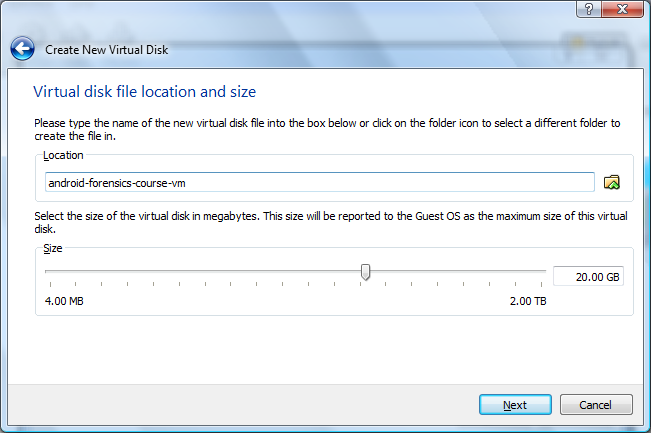 Create New Virtual Disk
Virtual disk file location and size
Please type the name of the new virtual disk file into the box below or click on the folder icon to select a different folder to
create the file in.
Location
android-forensics-course-vm
Select the size of the virtual disk in megabytes. This size will be reported to the Guest OS as the maximum size of this virtual
disk.
Size
20.00 GB
4.00 MB 2.00 TB
Next Cancel